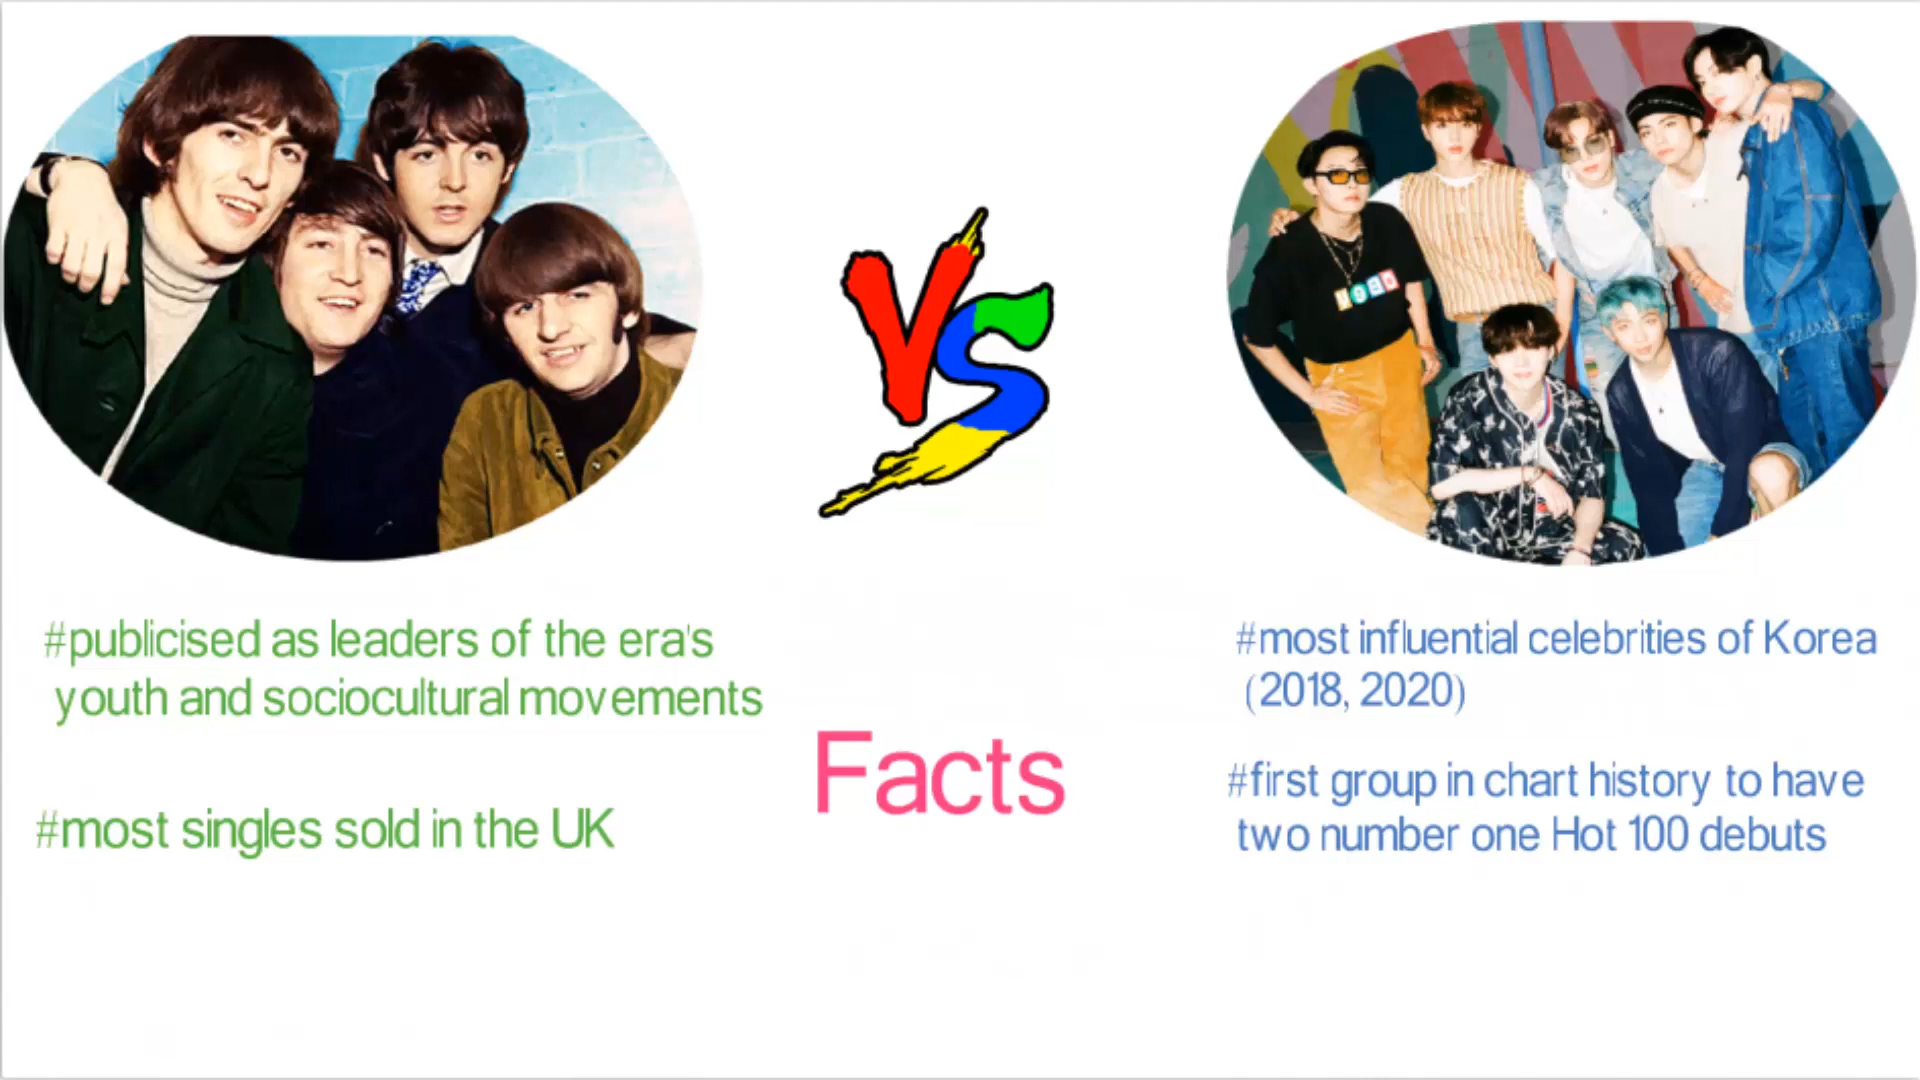 VS
#publicised as leaders of the era's
youth and sociocultural movements
#most singles sold in the UK
Facts
#most influential celebrities of Korea
(2018, 2020)
#first group in chart history to have
two number one Hot 100 debuts